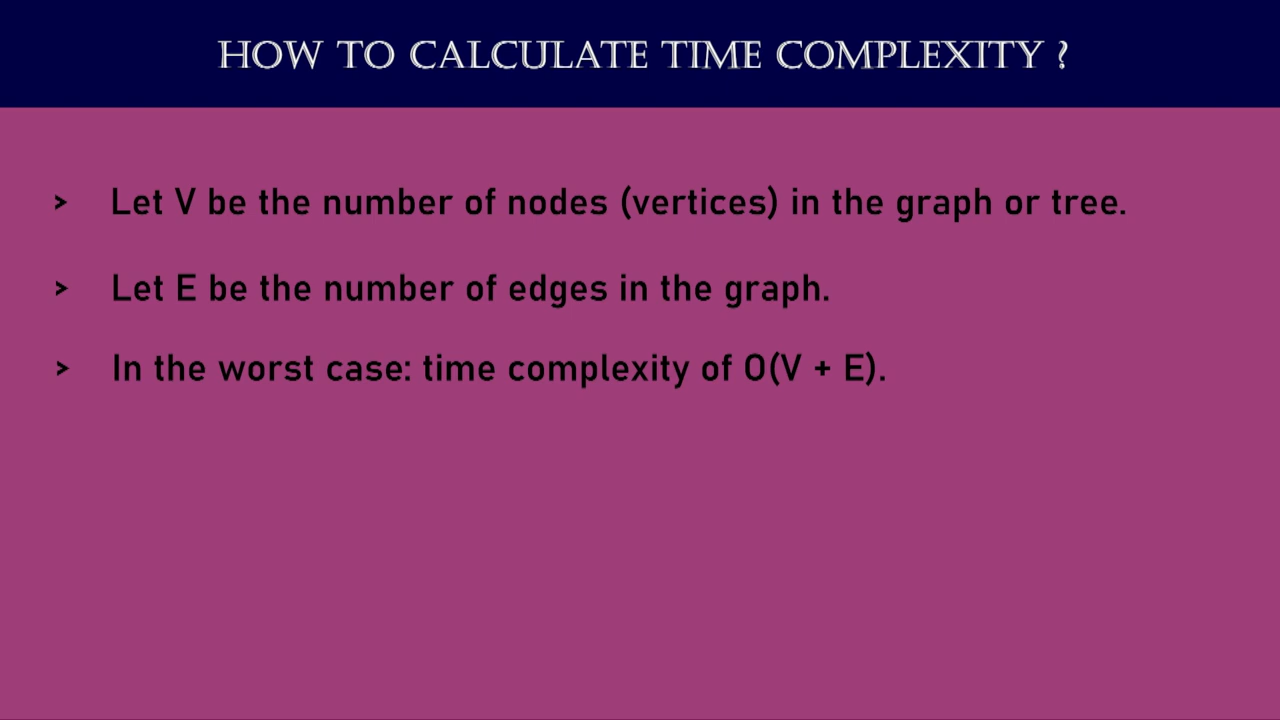 HOW TO CALCULATE TIME COMPLEXITY ?
> Let V be the number of nodes (vertices) in the graph or tree.
> Let E be the number of edges in the graph.
> In the worst case: time complexity of O(V + E).